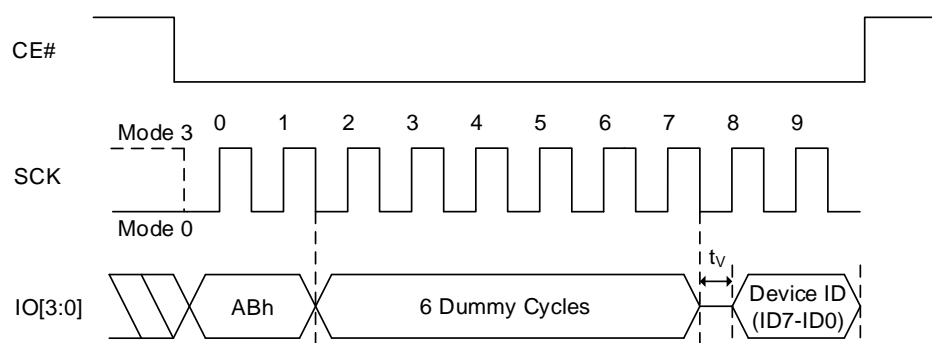 CE#
0 1 2 3 4 5 6 7 8 9
Mode 3
SCK
Mode 0
tV
IO[3:0]
ABh
6 Dummy Cycles
Device ID
(ID7-ID0)